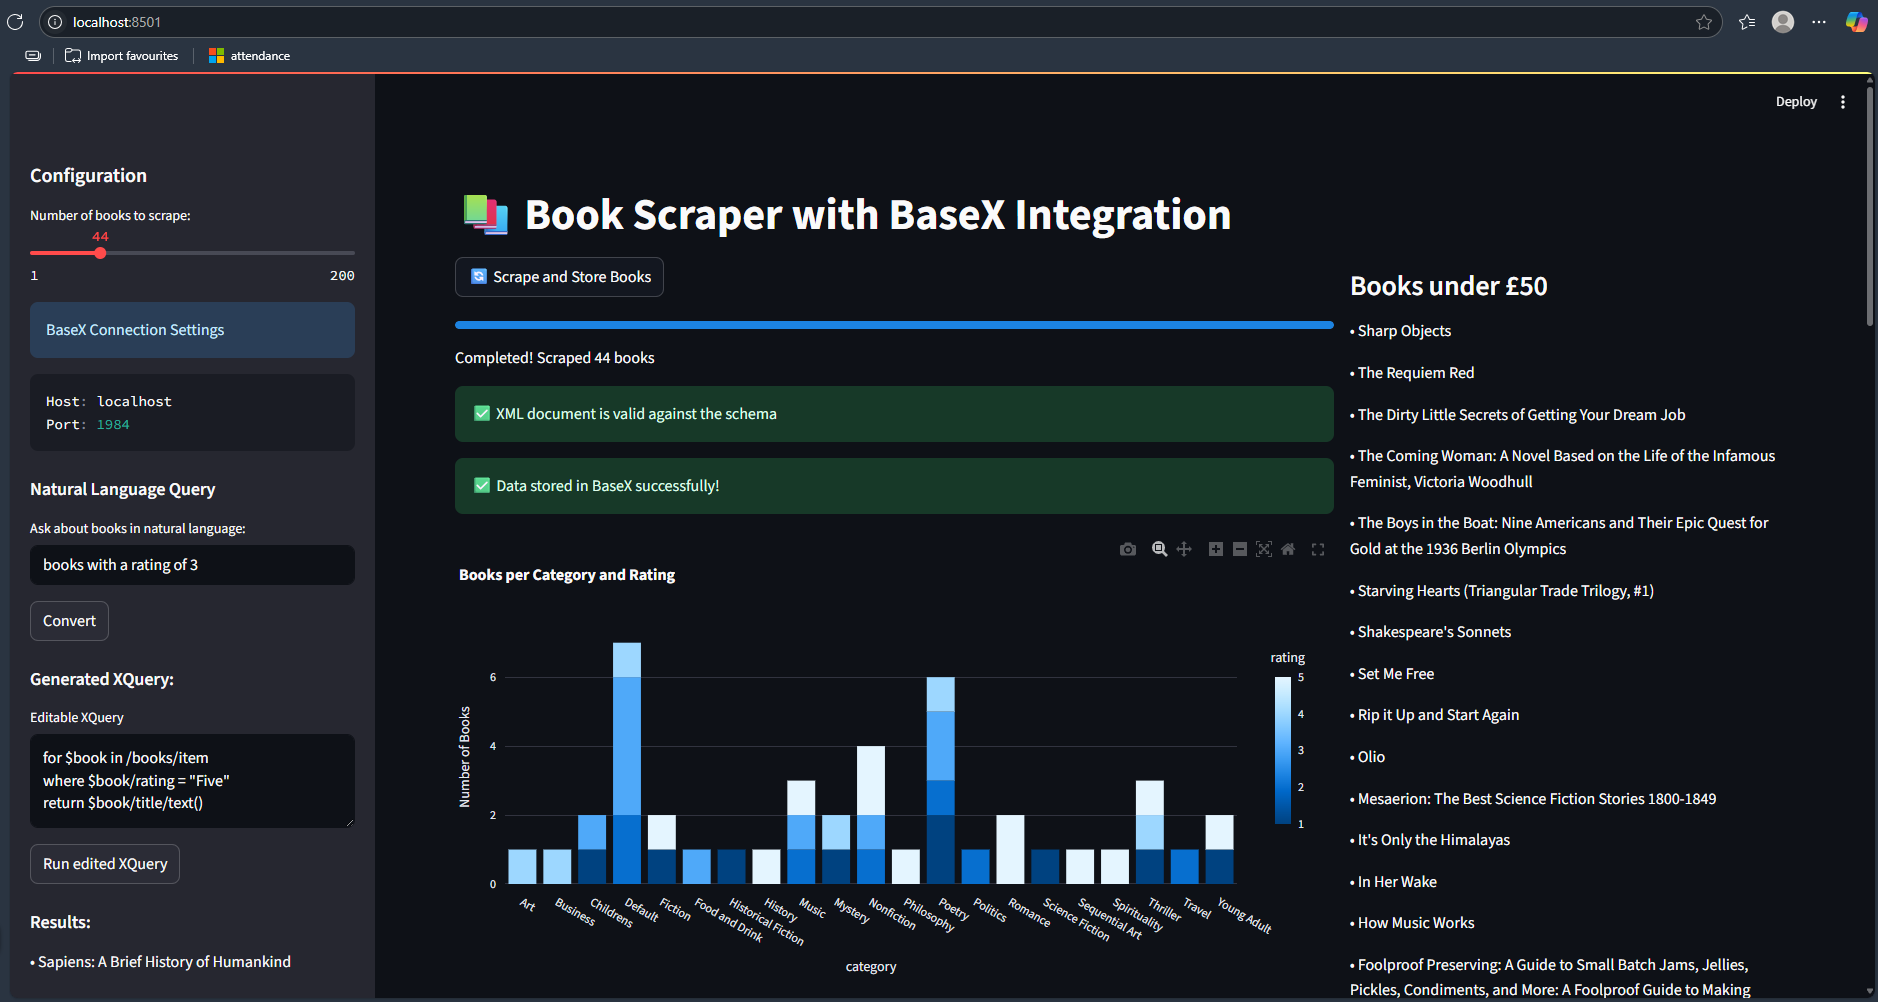 localhost:8501
Import favourites
attendance
Deploy
Configuration
Number of books to scrape:
44
1
200
BaseX Connection Settings
Host: localhost
Port: 1984
Natural Language Query
Ask about books in natural language:
books with a rating of 3
Convert
Generated XQuery:
Editable XQuery
for $book in /books/item
where $book/rating = "Five"
return $book/title/text()
Run edited XQuery
Results:
• Sapiens: A Brief History of Humankind
Book Scraper with BaseX Integration
Scrape and Store Books
Completed! Scraped 44 books
XML document is valid against the schema
Data stored in BaseX successfully!
Books per Category and Rating
Number of Books
6
4
2
0
Art
Business
Childrens
Default
Fiction
Food and Drink
Historical Fiction
History
Music
Mystery
Nonfiction
Philosophy
Poetry
Politics
Romance
Science Fiction
Sequential Art
Spirituality
Thriller
Travel
Young Adult
category
rating
5
4
3
2
1
Books under £50
• Sharp Objects
• The Requiem Red
• The Dirty Little Secrets of Getting Your Dream Job
• The Coming Woman: A Novel Based on the Life of the Infamous
Feminist, Victoria Woodhull
• The Boys in the Boat: Nine Americans and Their Epic Quest for
Gold at the 1936 Berlin Olympics
• Starving Hearts (Triangular Trade Trilogy, #1)
• Shakespeare's Sonnets
• Set Me Free
• Rip it Up and Start Again
• Olio
• Mesaerion: The Best Science Fiction Stories 1800-1849
• It's Only the Himalayas
• In Her Wake
• How Music Works
• Foolproof Preserving: A Guide to Small Batch Jams, Jellies,
Pickles, Condiments, and More: A Foolproof Guide to Making